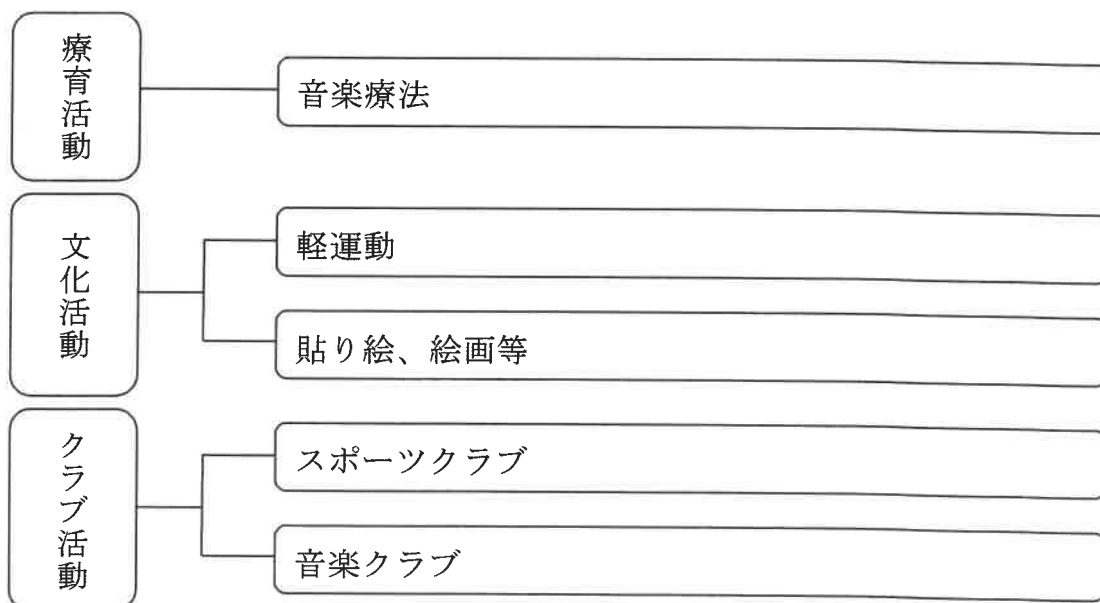 療育活動
音楽療法
文化活動
軽運動
貼り絵、絵画等
クラブ活動
スポーツクラブ
音楽クラブ